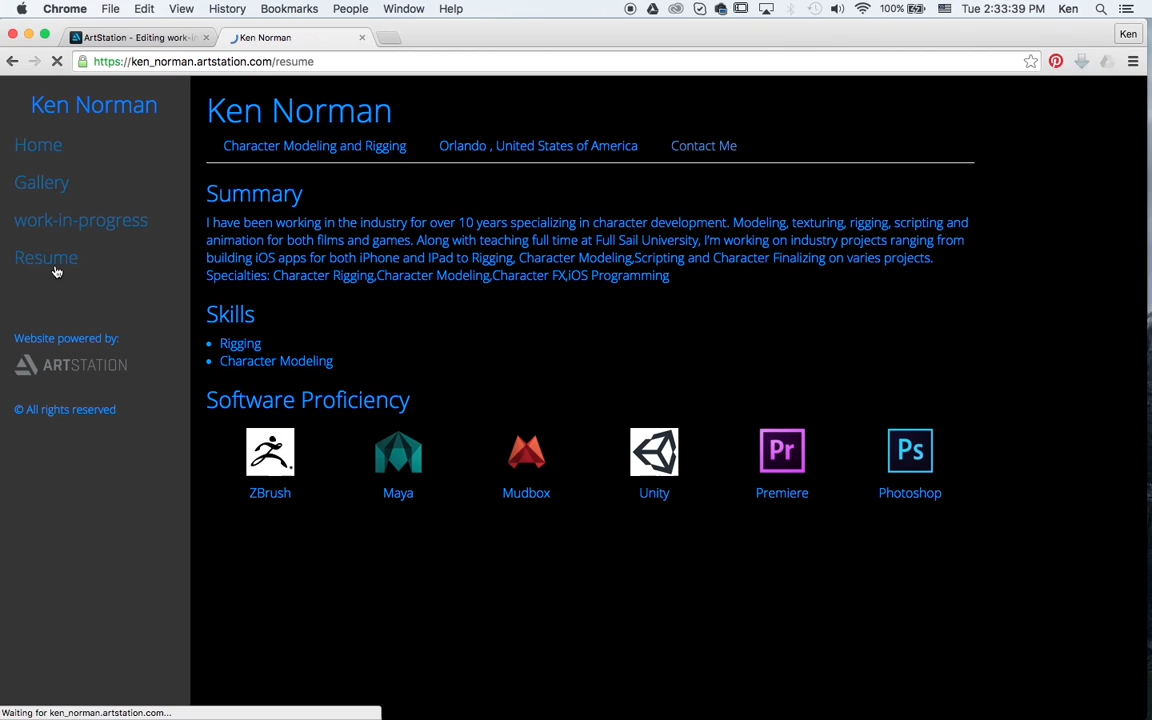 Chrome File Edit View History Bookmarks People Window Help 100% Tue 2:33:39 PM Ken
ArtStation - Editing work-in Ken Norman Ken
https://ken_norman.artstation.com/resume
Ken Norman
Home
Gallery
work-in-progress
Resume
Website powered by:
ARTSTATION
© All rights reserved
Ken Norman
Character Modeling and Rigging Orlando , United States of America Contact Me
Summary
I have been working in the industry for over 10 years specializing in character development. Modeling, texturing, rigging, scripting and
animation for both films and games. Along with teaching full time at Full Sail University, I'm working on industry projects ranging from
building iOS apps for both iPhone and IPad to Rigging, Character Modeling,Scripting and Character Finalizing on varies projects.
Specialties: Character Rigging,Character Modeling,Character FX,iOS Programming
Skills
• Rigging
• Character Modeling
Software Proficiency
Pr Ps
ZBrush Maya Mudbox Unity Premiere Photoshop
Waiting for ken_norman.artstation.com...